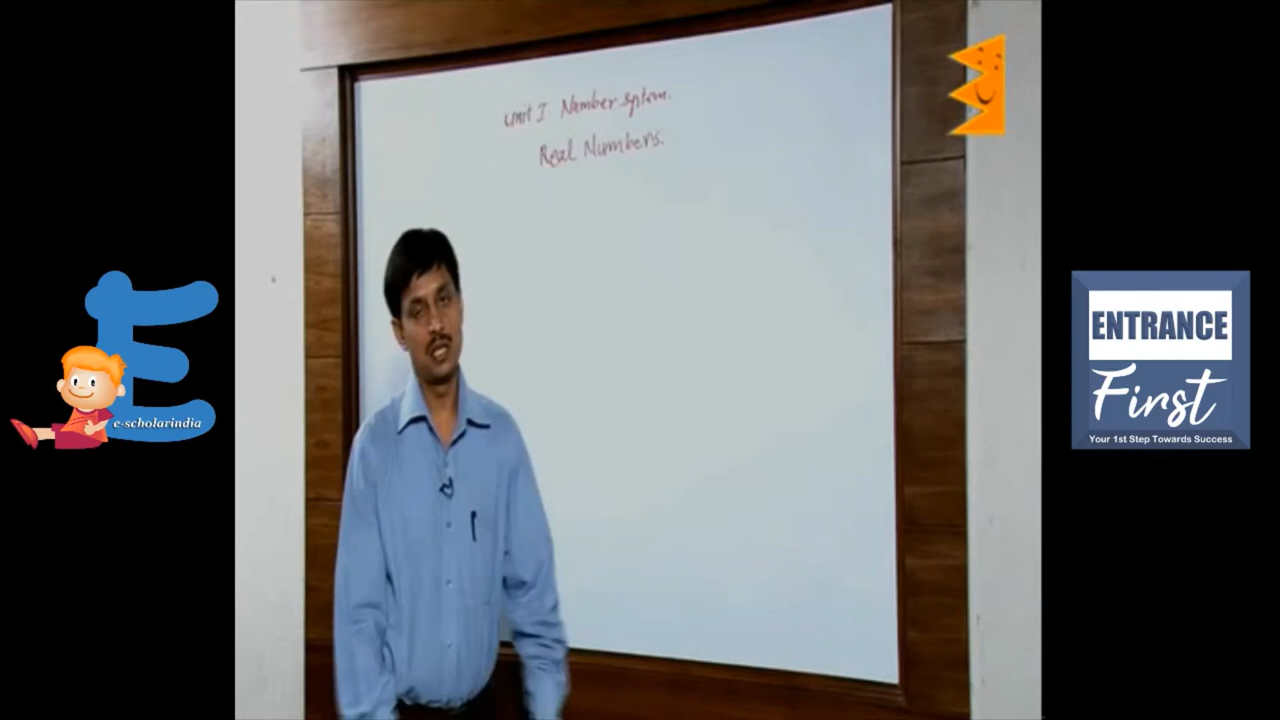 Unit I Number system.
Real Numbers.
e-scholarindia
ENTRANCE
First
Your 1st Step Towards Success